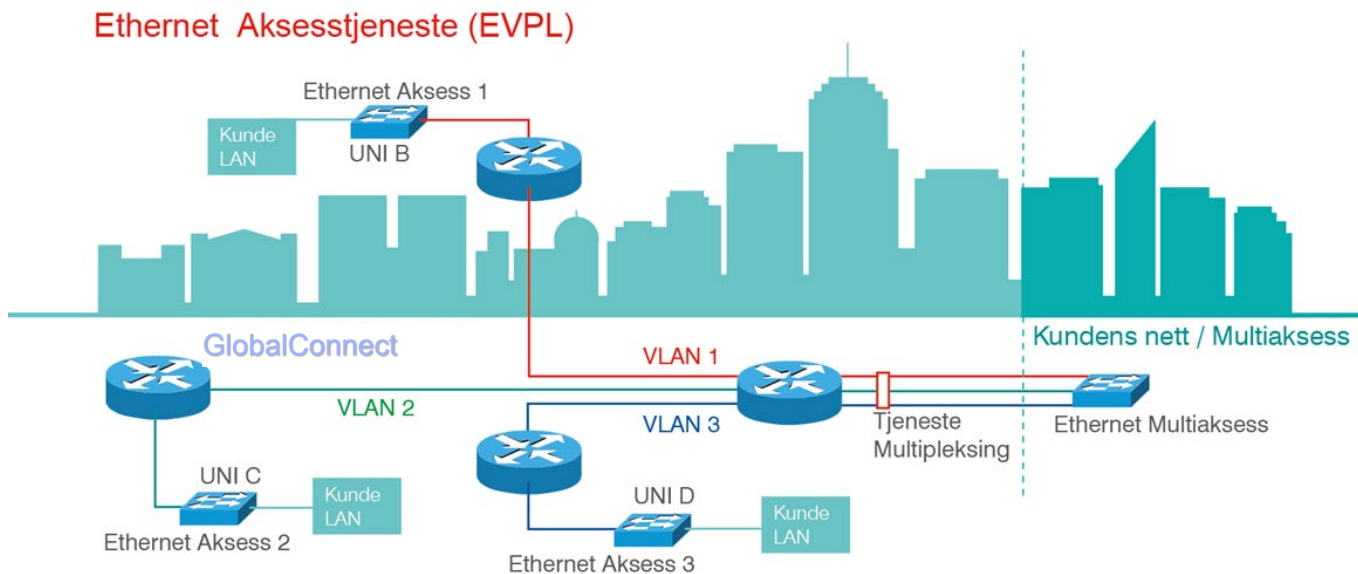 Ethernet Aksesstjeneste (EVPL)
Ethernet Aksess 1
Kunde
LAN
UNI B
GlobalConnect
Kundens nett / Multiaksess
VLAN 1
VLAN 2
VLAN 3
Tjeneste
Multipleksing
Ethernet Multiaksess
UNI C
Kunde
LAN
Ethernet Aksess 2
UNI D
Kunde
LAN
Ethernet Aksess 3